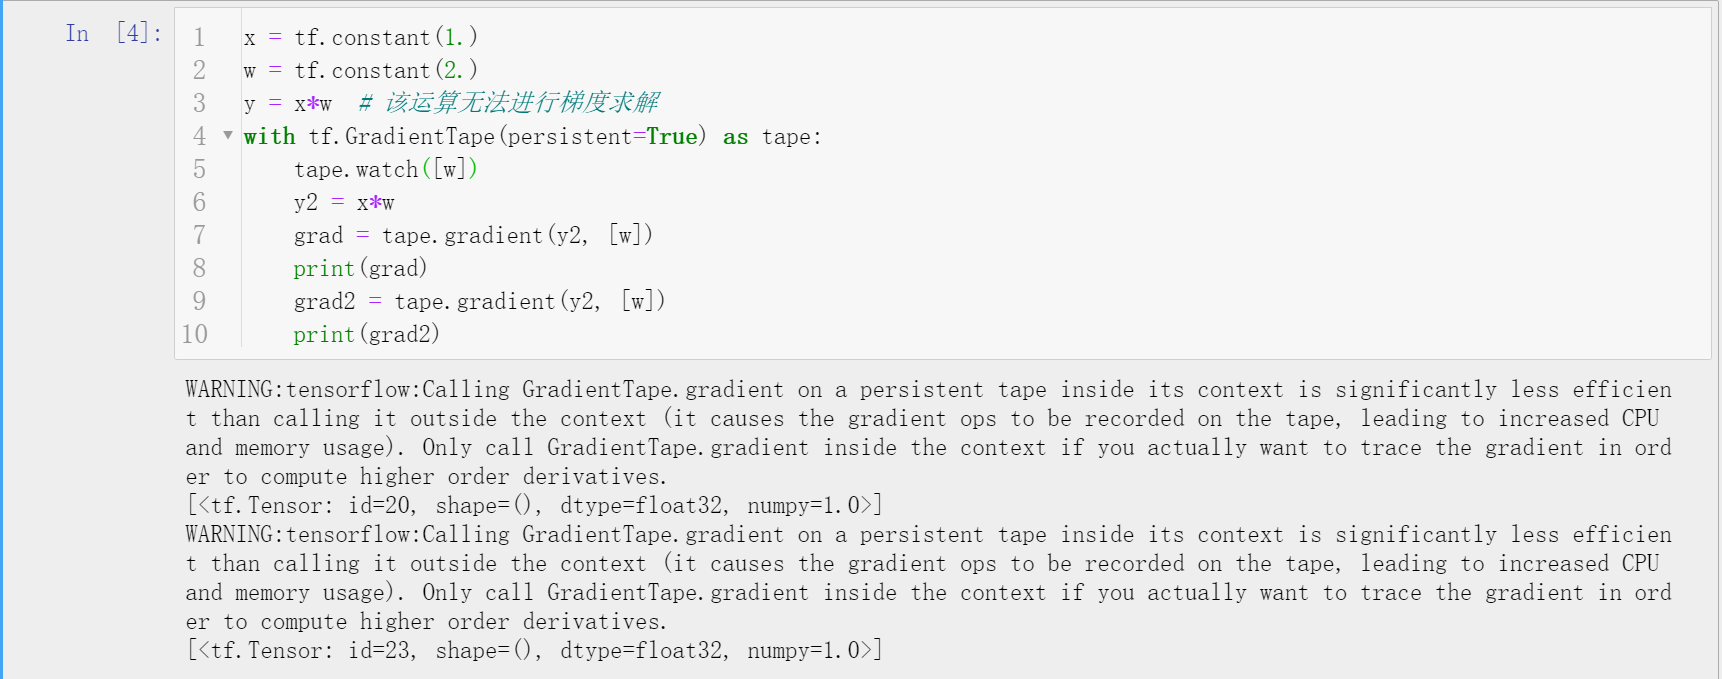 In [4]:
1 x = tf.constant(1.)
2 w = tf.constant(2.)
3 y = x*w  # 该运算无法进行梯度求解
4 with tf.GradientTape(persistent=True) as tape:
5     tape.watch([w])
6     y2 = x*w
7     grad = tape.gradient(y2, [w])
8     print(grad)
9     grad2 = tape.gradient(y2, [w])
10     print(grad2)
WARNING:tensorflow:Calling GradientTape.gradient on a persistent tape inside its context is significantly less efficien
t than calling it outside the context (it causes the gradient ops to be recorded on the tape, leading to increased CPU
and memory usage). Only call GradientTape.gradient inside the context if you actually want to trace the gradient in ord
er to compute higher order derivatives.
[<tf.Tensor: id=20, shape=(), dtype=float32, numpy=1.0>]
WARNING:tensorflow:Calling GradientTape.gradient on a persistent tape inside its context is significantly less efficien
t than calling it outside the context (it causes the gradient ops to be recorded on the tape, leading to increased CPU
and memory usage). Only call GradientTape.gradient inside the context if you actually want to trace the gradient in ord
er to compute higher order derivatives.
[<tf.Tensor: id=23, shape=(), dtype=float32, numpy=1.0>]